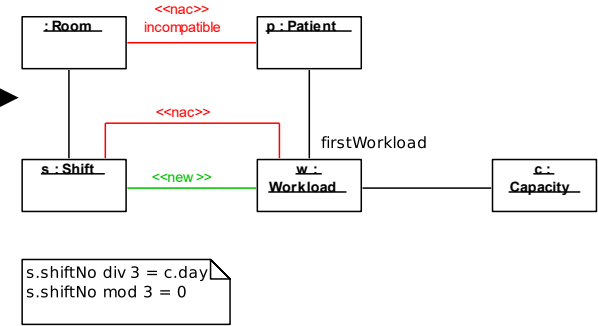 <<nac>>
incompatible
: Room
p : Patient
<<nac>>
firstWorkload
s : Shift
<<new >>
w :
Workload
c :
Capacity
s.shiftNo div 3 = c.day
s.shiftNo mod 3 = 0